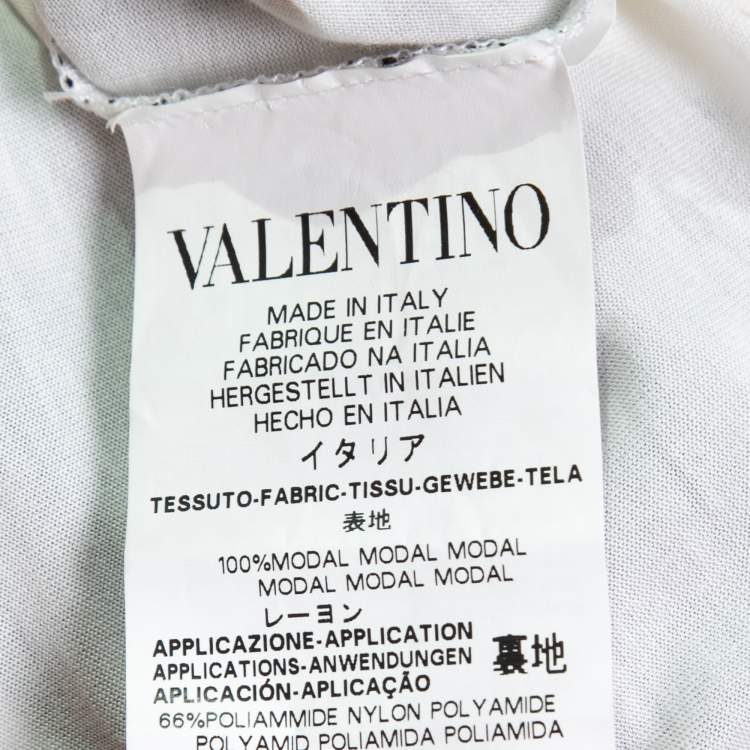 VALENTINO
MADE IN ITALY
FABRIQUE EN ITALIE
FABRICADO NA ITALIA
HERGESTELLT IN ITALIEN
HECHO EN ITALIA
イタリア
TESSUTO-FABRIC-TISSU-GEWEBE-TELA
表地
100%MODAL MODAL MODAL
MODAL MODAL MODAL
レーヨン
APPLICAZIONE-APPLICATION
APPLICATIONS-ANWENDUNGEN
APLICACIÓN-APLICAÇÃO
裏地
66%POLIAMMIDE NYLON POLYAMIDE
POLYAMID POLIAMIDA POLIAMIDA